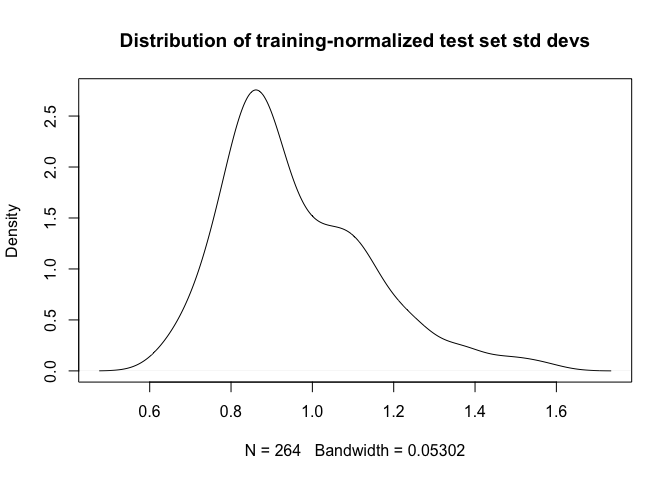 Distribution of training-normalized test set std devs
Density
2.5
2.0
1.5
1.0
0.5
0.0
0.6 0.8 1.0 1.2 1.4 1.6
N = 264 Bandwidth = 0.05302